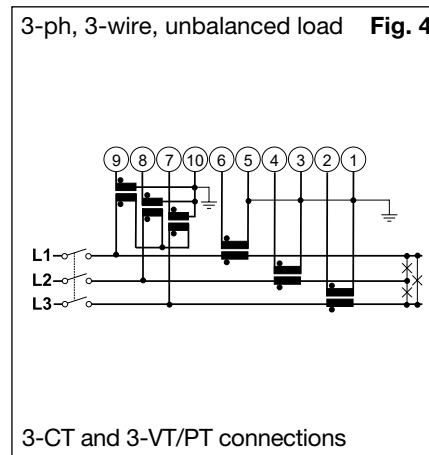 3-ph, 3-wire, unbalanced load Fig. 4
9 8 7 10 6 5 4 3 2 1
L1
L2
L3
3-CT and 3-VT/PT connections